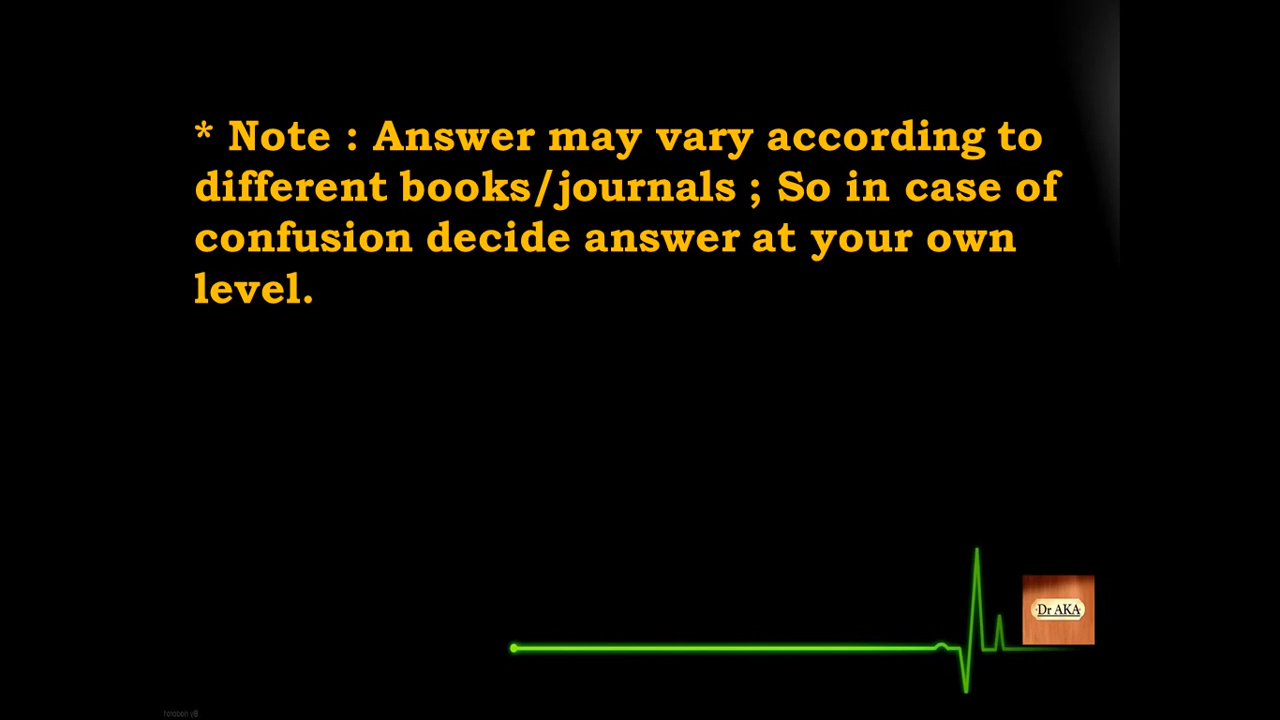 * Note : Answer may vary according to
different books/journals ; So in case of
confusion decide answer at your own
level.
Dr AKA